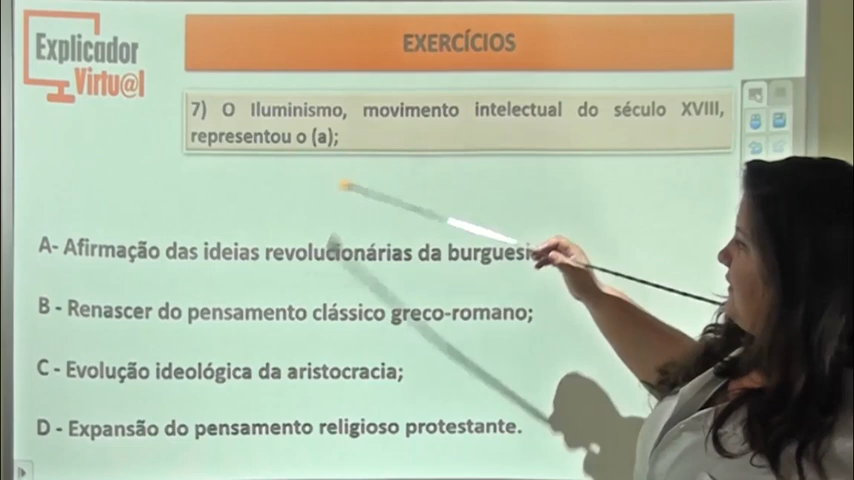 Explicador
Virtu@l
EXERCÍCIOS
7) O Iluminismo, movimento intelectual do século XVIII,
representou o (a);
A- Afirmação das ideias revolucionárias da burguesi
B - Renascer do pensamento clássico greco-romano;
C - Evolução ideológica da aristocracia;
D - Expansão do pensamento religioso protestante.